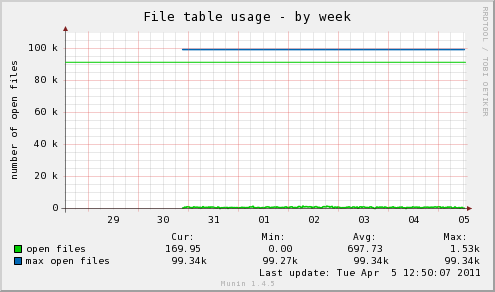 File table usage - by week
RRDTOOL / TOBI OETIKER
number of open files
100 k
80 k
60 k
40 k
20 k
0
29 30 31 01 02 03 04 05
Cur: Min: Avg: Max:
open files 169.95 0.00 697.73 1.53k
max open files 99.34k 99.27k 99.34k 99.34k
Last update: Tue Apr  5 12:50:07 2011
Munin 1.4.5